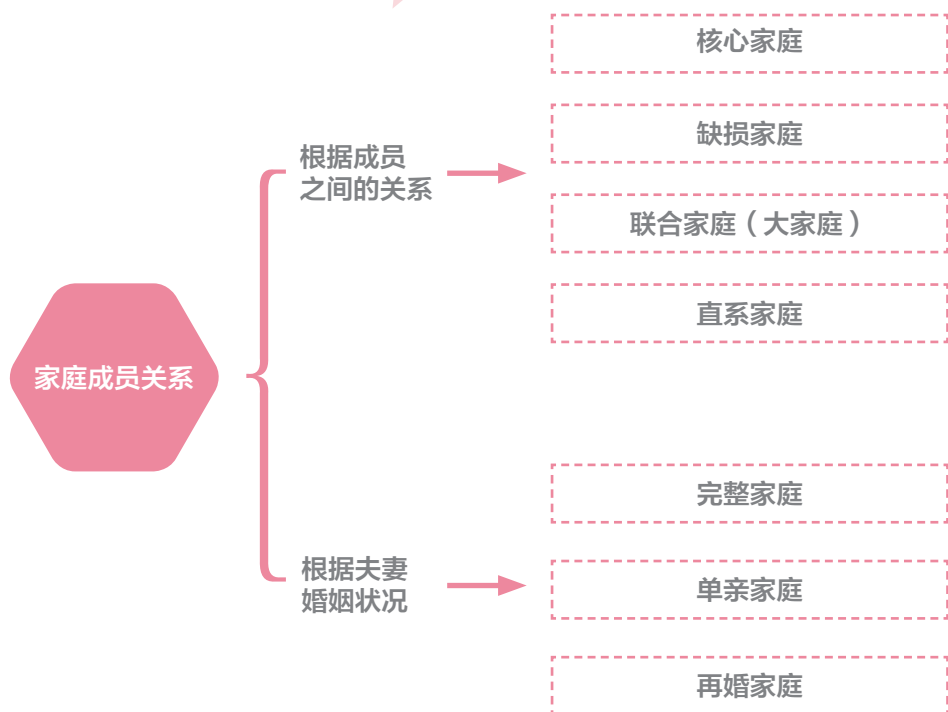 家庭成员关系
根据成员
之间的关系
核心家庭
缺损家庭
联合家庭（大家庭）
直系家庭
根据夫妻
婚姻状况
完整家庭
单亲家庭
再婚家庭